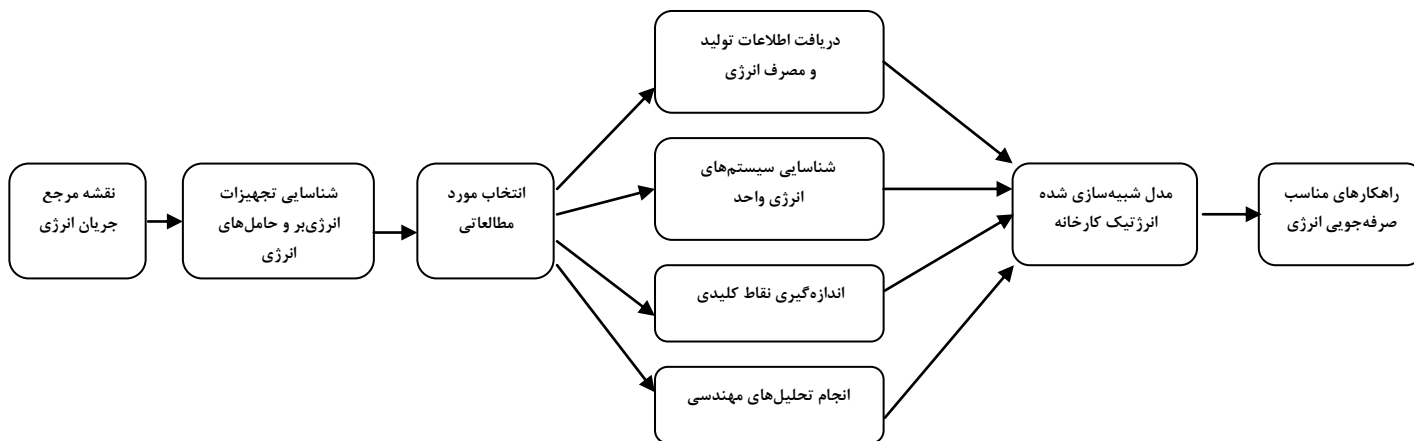 نقشه مرجع
جریان انرژی
شناسایی تجهیزات
انرژی‌بر و حامل‌های
انرژی
انتخاب مورد
مطالعاتی
دریافت اطلاعات تولید
و مصرف انرژی
شناسایی سیستم‌های
انرژی واحد
اندازه‌گیری نقاط کلیدی
انجام تحلیل‌های مهندسی
مدل شبیه‌سازی شده
انرژتیک کارخانه
راهکارهای مناسب
صرفه‌جویی انرژی